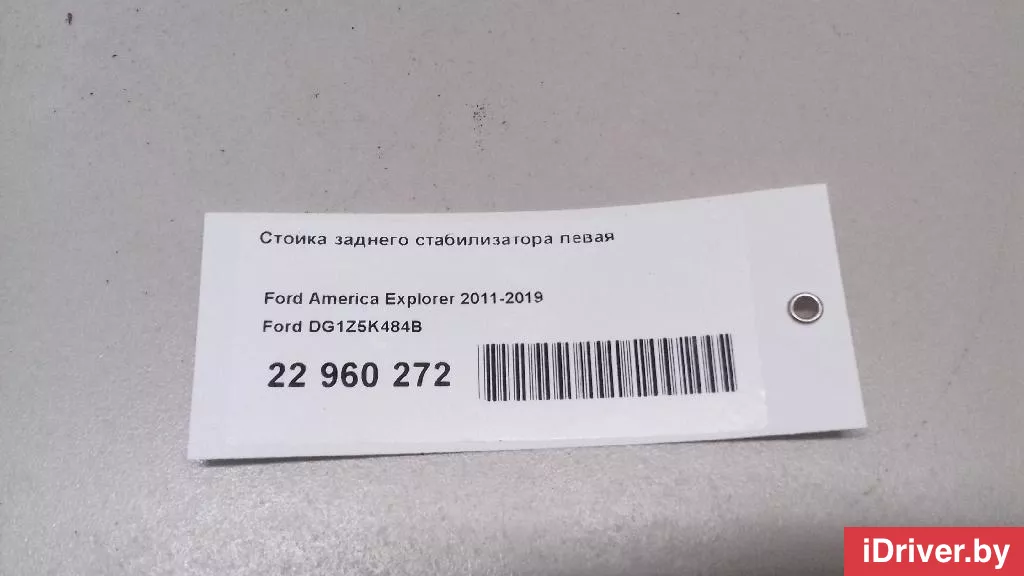 Стойка заднего стабилизатора левая
Ford America Explorer 2011-2019
Ford DG1Z5K484B
22 960 272
iDriver.by